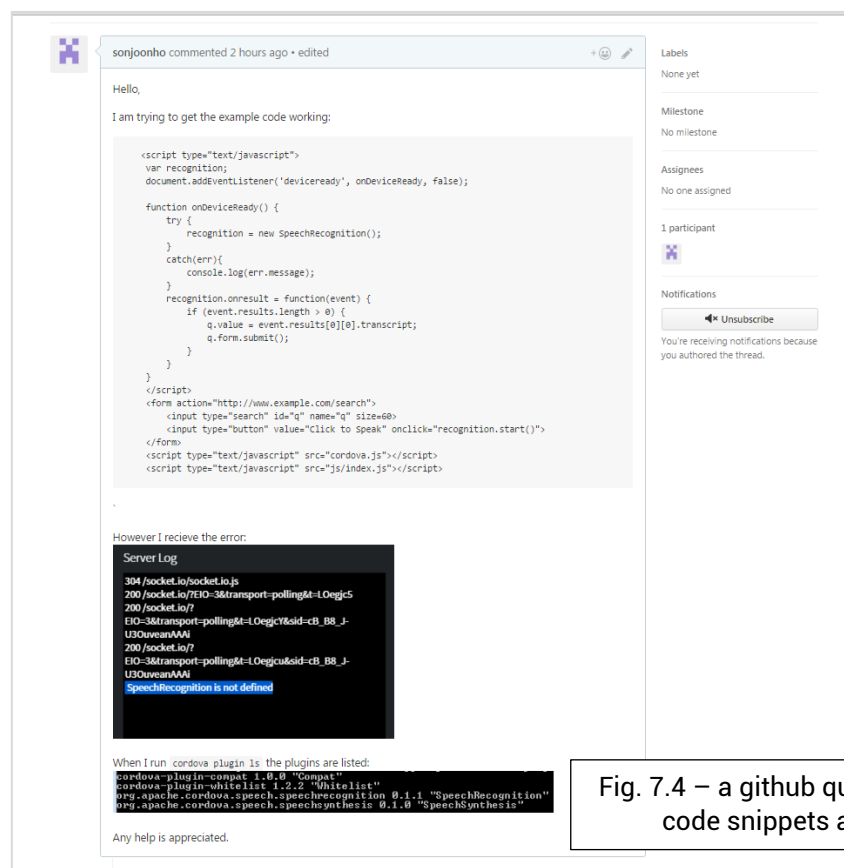 sonjoonho commented 2 hours ago • edited
Hello,
I am trying to get the example code working:
<script type="text/javascript">
var recognition;
document.addEventListener('deviceready', onDeviceReady, false);
function onDeviceReady() {
try {
recognition = new SpeechRecognition();
}
catch(err){
console.log(err.message);
}
recognition.onresult = function(event) {
if (event.results.length > 0) {
q.value = event.results[0][0].transcript;
q.form.submit();
}
}
}
</script>
<form action="http://www.example.com/search">
<input type="search" id="q" name="q" size=60>
<input type="button" value="Click to Speak" onclick="recognition.start()">
</form>
<script type="text/javascript" src="cordova.js"></script>
<script type="text/javascript" src="js/index.js"></script>
`
However I recieve the error:
Server Log
304 /socket.io/socket.io.js
200 /socket.io/?EIO=3&transport=polling&t=LOegjc5
200 /socket.io/?
EIO=3&transport=polling&t=LOegjcY&sid=cB_B8_J-
U3OuveanAAAi
200 /socket.io/?
EIO=3&transport=polling&t=LOegjcu&sid=cB_B8_J-
U3OuveanAAAi
SpeechRecognition is not defined
When I run cordova plugin ls the plugins are listed:
cordova-plugin-compat 1.0.0 "Compat"
cordova-plugin-whitelist 1.2.2 "Whitelist"
org.apache.cordova.speech.speechrecognition 0.1.1 "SpeechRecognition"
org.apache.cordova.speech.speechsynthesis 0.1.0 "SpeechSynthesis"
Any help is appreciated.
Labels
None yet
Milestone
No milestone
Assignees
No one assigned
1 participant
Notifications
Unsubscribe
You're receiving notifications because
you authored the thread.
Fig. 7.4 – a github qu
code snippets a